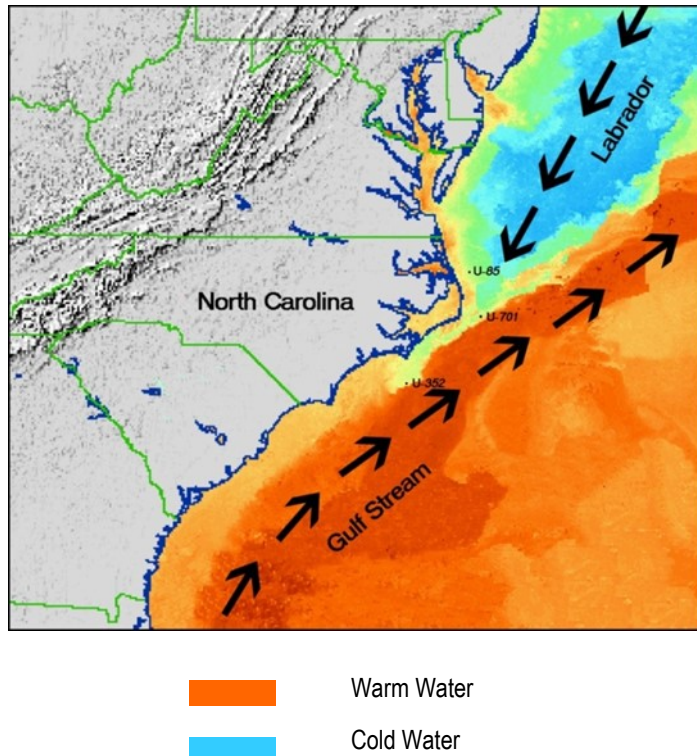 Labrador
U-85
North Carolina
U-701
U-352
Gulf Stream
Warm Water
Cold Water